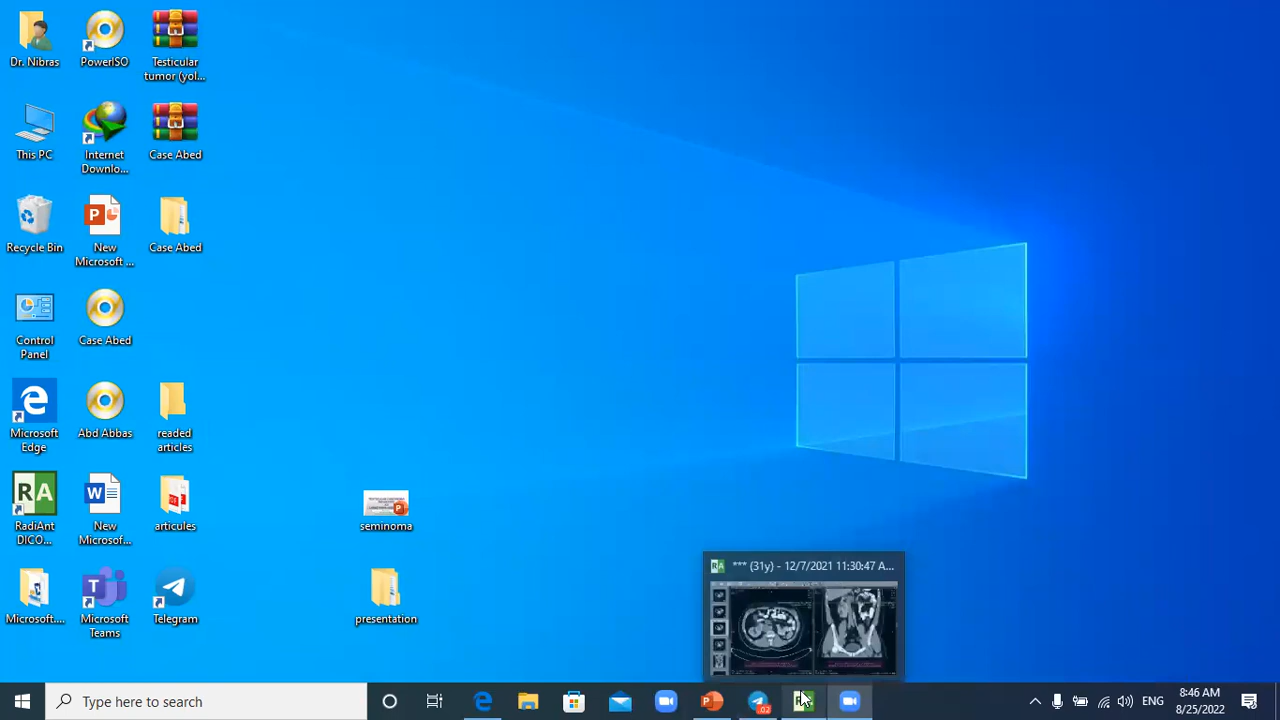 Dr. Nibras
PowerISO
Testicular
tumor (yol...
This PC
Internet
Downlo...
Case Abed
Recycle Bin
New
Microsoft ...
Case Abed
Control
Panel
Case Abed
Microsoft
Edge
Abd Abbas
readed
articles
RadiAnt
DICO...
New
Microsof...
articules
seminoma
Microsoft....
Microsoft
Teams
Telegram
presentation
RA
*** (31y) - 12/7/2021 11:30:47 A...
Type here to search
02
ENG
8:46 AM
8/25/2022